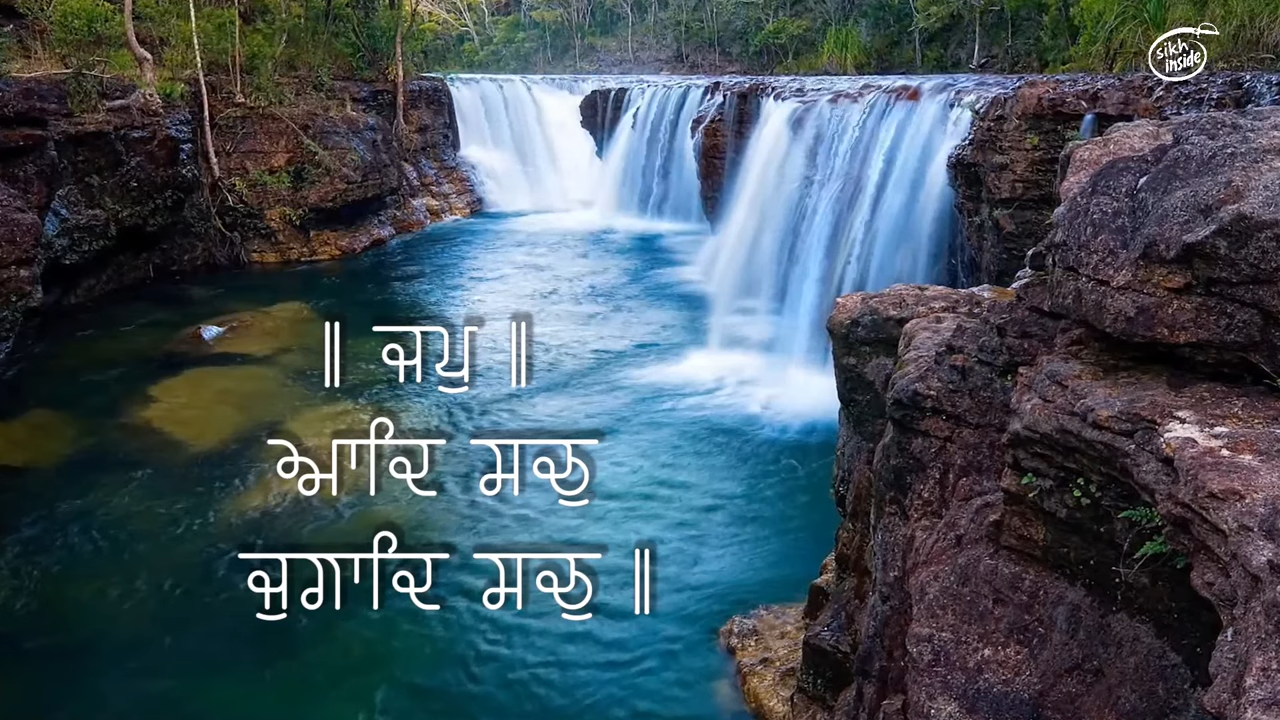 sikh
inside
॥ ਜਪੁ ॥
ਆਦਿ ਸਚੁ
ਜੁਗਾਦਿ ਸਚੁ ॥